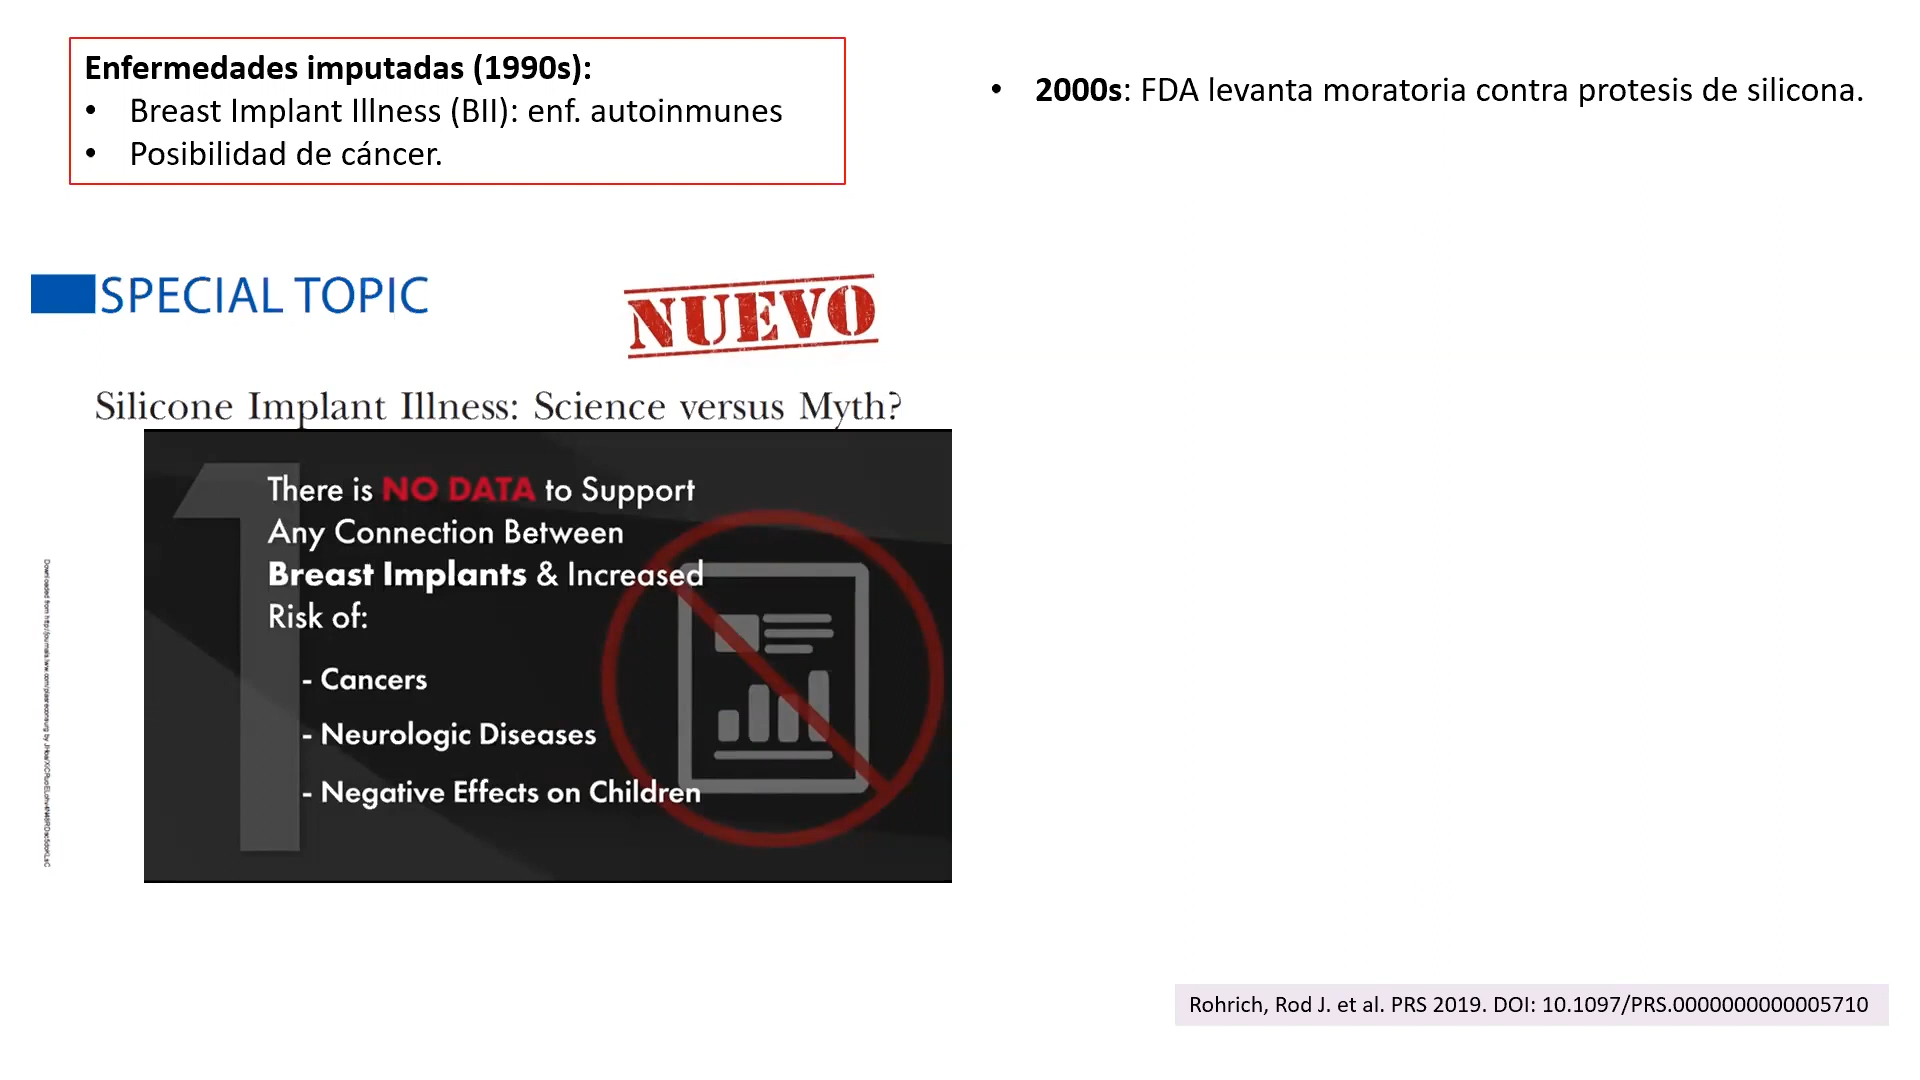 Enfermedades imputadas (1990s):
• Breast Implant Illness (BII): enf. autoinmunes
• Posibilidad de cáncer.
• 2000s: FDA levanta moratoria contra protesis de silicona.
SPECIAL TOPIC
NUEVO
Silicone Implant Illness: Science versus Myth?
1
There is NO DATA to Support
Any Connection Between
Breast Implants & Increased
Risk of:
- Cancers
- Neurologic Diseases
- Negative Effects on Children
Rohrich, Rod J. et al. PRS 2019. DOI: 10.1097/PRS.0000000000005710